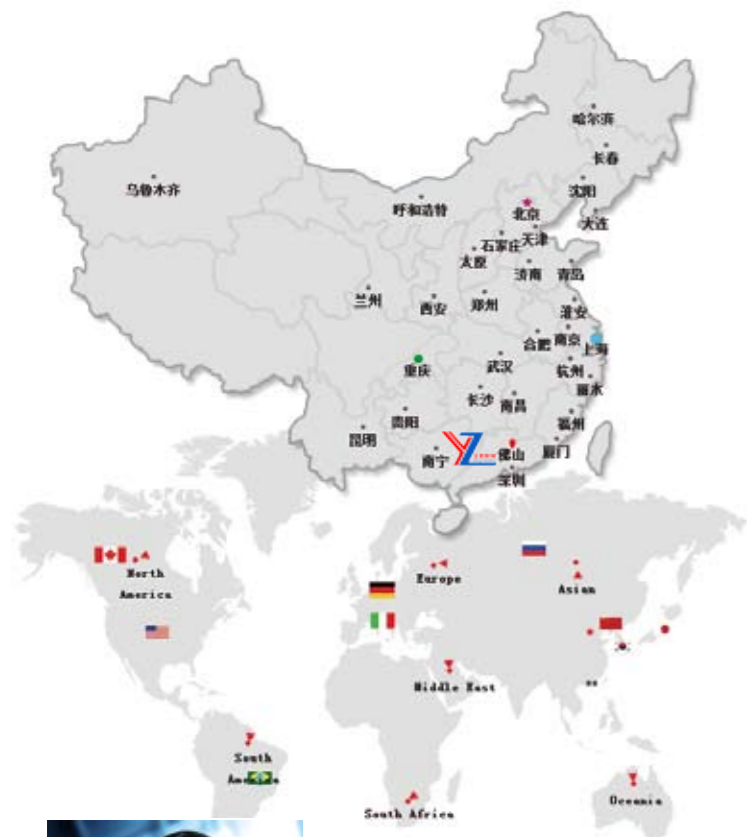 哈尔滨
长春
乌鲁木齐
沈阳
呼和浩特
北京
大连
石家庄
天津
太原
济南
青岛
兰州
西安
郑州
淮安
合肥
南京
上海
重庆
武汉
杭州
丽水
长沙
南昌
贵阳
福州
昆明
南宁
YZ
佛山
厦门
深圳
North
America
Europe
Asian
Middle East
South
America
South Africa
Oceania